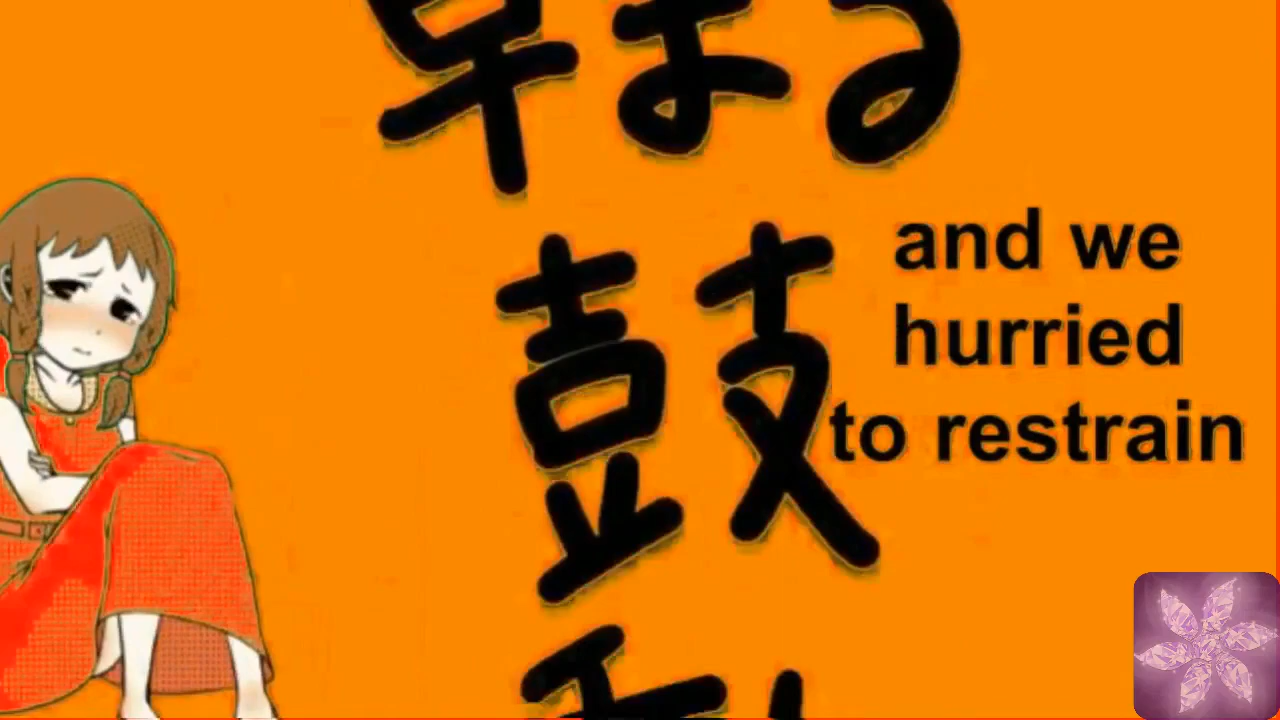 早まる
鼓
and we
hurried
to restrain